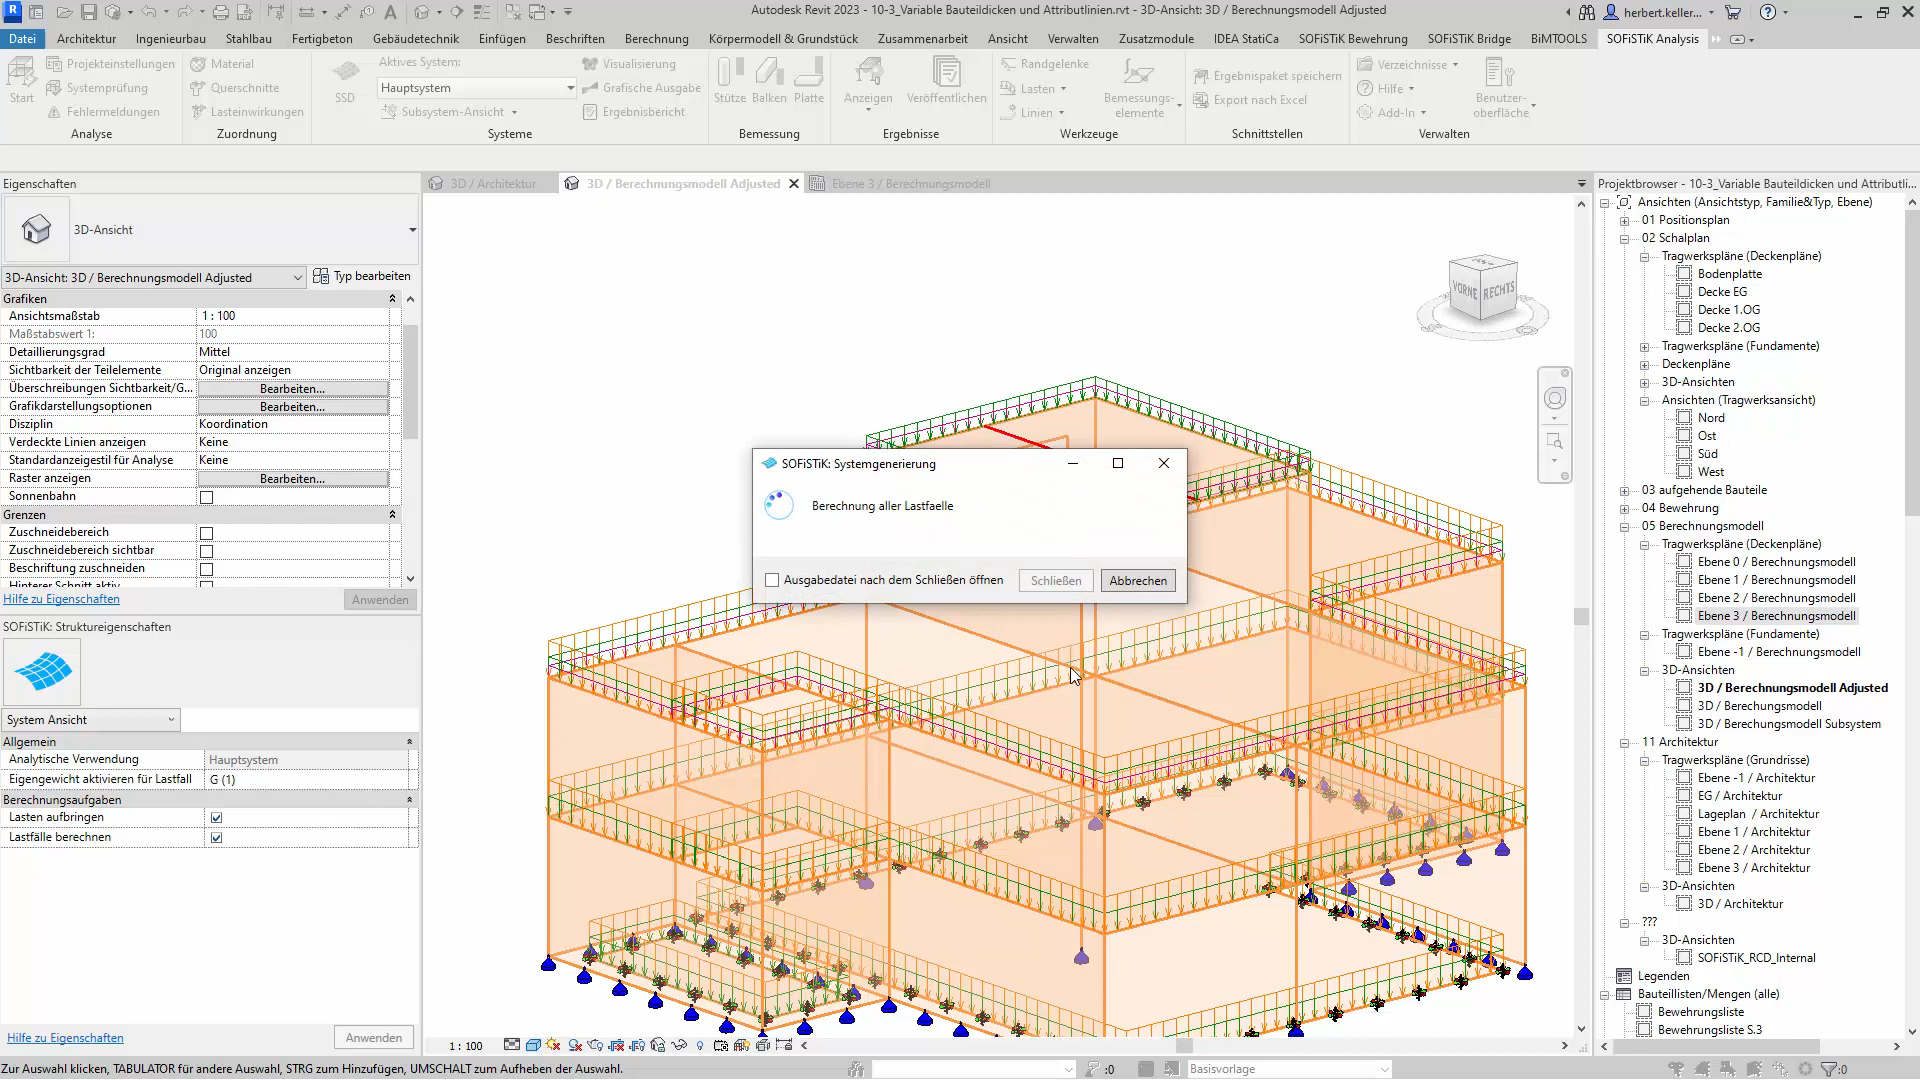 Autodesk Revit 2023 - 10-3_Variable Bauteildicken und Attributlinien.rvt - 3D-Ansicht: 3D / Berechnungsmodell Adjusted
herbert.keller...
Datei Architektur Ingenieurbau Stahlbau Fertigbeton Gebäudetechnik Einfügen Beschriften Berechnung Körpermodell & Grundstück Zusammenarbeit Ansicht Verwalten Zusatzmodule IDEA StatiCa SOFiSTiK Bewehrung SOFiSTiK Bridge BiMTOOLS SOFiSTiK Analysis
Start
Projekteinstellungen
Systemprüfung
Fehlermeldungen
Analyse
Material
Querschnitte
Lasteinwirkungen
Zuordnung
SSD
Aktives System:
Hauptsystem
Subsystem-Ansicht
Visualisierung
Grafische Ausgabe
Ergebnisbericht
Systeme
Stütze Balken Platte
Bemessung
Anzeigen Veröffentlichen
Ergebnisse
Randgelenke
Lasten
Linien
Bemessungs-
elemente
Werkzeuge
Ergebnispaket speichern
Export nach Excel
Schnittstellen
Verzeichnisse
Hilfe
Add-In
Benutzer-
oberfläche
Verwalten
Eigenschaften
3D-Ansicht
3D-Ansicht: 3D / Berechnungsmodell Adjusted
Typ bearbeiten
Grafiken
Ansichtsmaßstab 1 : 100
Maßstabswert 1: 100
Detaillierungsgrad Mittel
Sichtbarkeit der Teilelemente Original anzeigen
Überschreibungen Sichtbarkeit/G... Bearbeiten...
Grafikdarstellungsoptionen Bearbeiten...
Disziplin Koordination
Verdeckte Linien anzeigen Keine
Standardanzeigestil für Analyse Keine
Raster anzeigen Bearbeiten...
Sonnenbahn
Grenzen
Zuschneidebereich
Zuschneidebereich sichtbar
Beschriftung zuschneiden
Hinterer Schnitt aktiv
Hilfe zu Eigenschaften
Anwenden
SOFiSTiK: Struktureigenschaften
System Ansicht
Allgemein
Analytische Verwendung Hauptsystem
Eigengewicht aktivieren für Lastfall G (1)
Berechnungsaufgaben
Lasten aufbringen
Lastfälle berechnen
Hilfe zu Eigenschaften
Anwenden
3D / Architektur
3D / Berechnungsmodell Adjusted
Ebene 3 / Berechnungsmodell
VORNE RECHTS
SOFiSTiK: Systemgenerierung
Berechnung aller Lastfaelle
Ausgabedatei nach dem Schließen öffnen
Schließen
Abbrechen
1 : 100
Projektbrowser - 10-3_Variable Bauteildicken und Attributli...
Ansichten (Ansichtstyp, Familie&Typ, Ebene)
01 Positionsplan
02 Schalplan
Tragwerkspläne (Deckenpläne)
Bodenplatte
Decke EG
Decke 1.OG
Decke 2.OG
Tragwerkspläne (Fundamente)
Deckenpläne
3D-Ansichten
Ansichten (Tragwerksansicht)
Nord
Ost
Süd
West
03 aufgehende Bauteile
04 Bewehrung
05 Berechnungsmodell
Tragwerkspläne (Deckenpläne)
Ebene 0 / Berechnungsmodell
Ebene 1 / Berechnungsmodell
Ebene 2 / Berechnungsmodell
Ebene 3 / Berechnungsmodell
Tragwerkspläne (Fundamente)
Ebene -1 / Berechnungsmodell
3D-Ansichten
3D / Berechnungsmodell Adjusted
3D / Berechungsmodell
3D / Berechungsmodell Subsystem
11 Architektur
Tragwerkspläne (Grundrisse)
Ebene -1 / Architektur
EG / Architektur
Lageplan / Architektur
Ebene 1 / Architektur
Ebene 2 / Architektur
Ebene 3 / Architektur
3D-Ansichten
3D / Architektur
???
3D-Ansichten
SOFiSTiK_RCD_Internal
Legenden
Bauteillisten/Mengen (alle)
Bewehrungsliste
Bewehrungsliste S.3
Zur Auswahl klicken, TABULATOR für andere Auswahl, STRG zum Hinzufügen, UMSCHALT zum Aufheben der Auswahl.
:0
Basisvorlage
:0